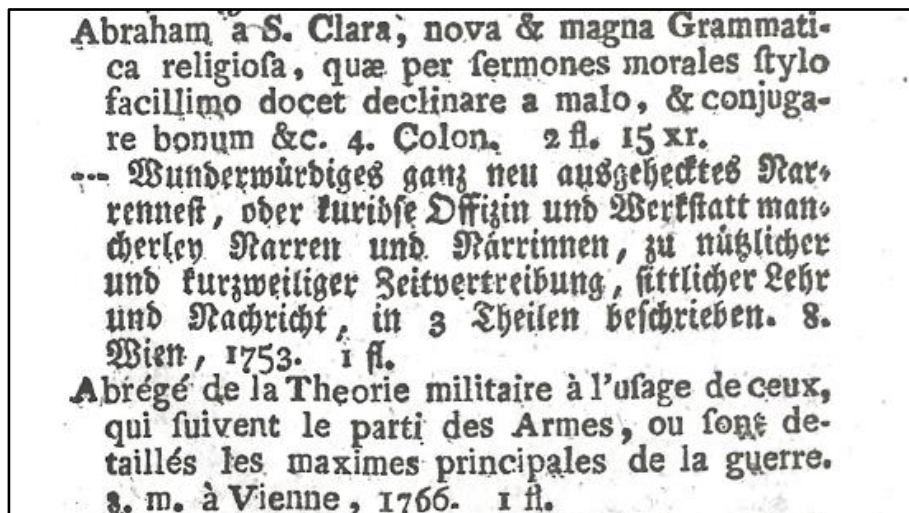 Abraham a S. Clara, nova & magna Grammati-
ca religioſa, quæ per ſermones morales ſtylo
facillimo docet declinare a malo, & conjuga-
re bonum &c. 4. Colon. 2 fl. 15 xr.
--- Wunderwürdiges ganz neu ausgehecktes Nar-
renneſt, oder kuriöſe Offizin und Werkſtatt man-
cherley Narren und Närrinnen, zu nützlicher
und kurzweiliger Zeitvertreibung, ſittlicher Lehr
und Nachricht, in 3 Theilen beſchrieben. 8.
Wien, 1753. 1 fl.
Abrégé de la Theorie militaire à l'uſage de ceux,
qui ſuivent le parti des Armes, ou ſont de-
taillés les maximes principales de la guerre.
8. m. à Vienne, 1766. 1 fl.